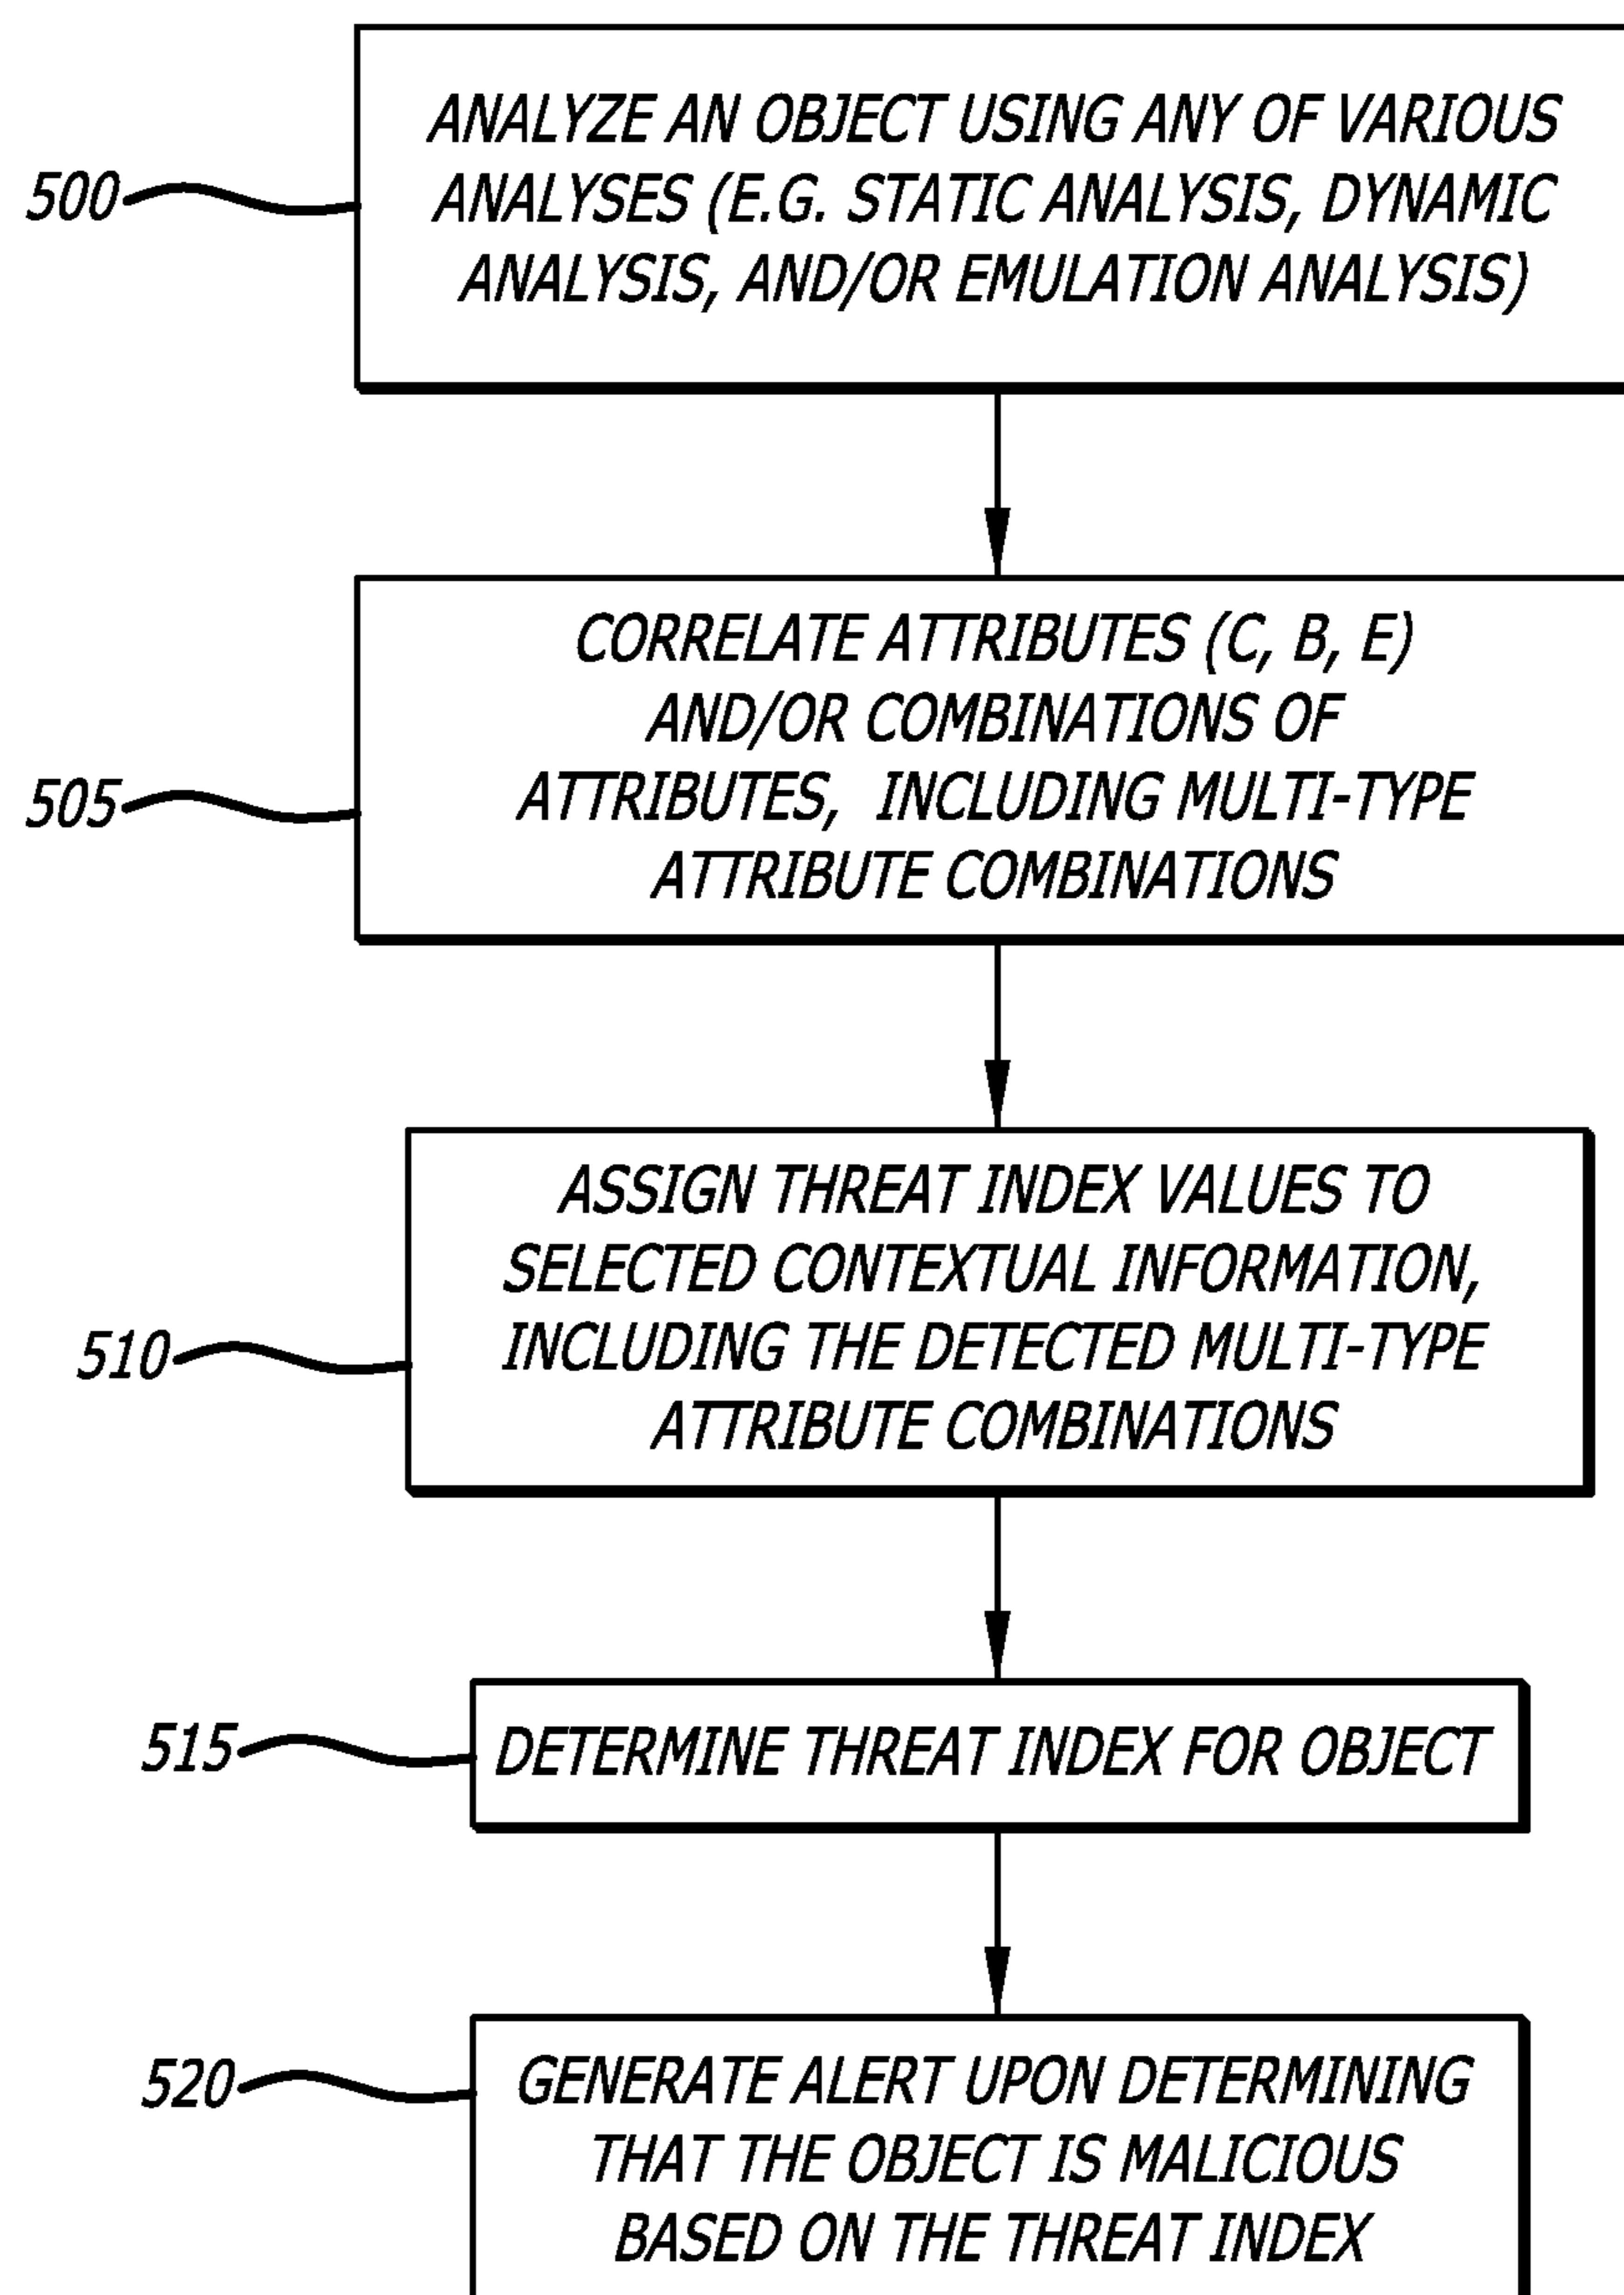 ANALYZE AN OBJECT USING ANY OF VARIOUS
ANALYSES (E.G. STATIC ANALYSIS, DYNAMIC
ANALYSIS, AND/OR EMULATION ANALYSIS)
500
CORRELATE ATTRIBUTES (C, B, E)
AND/OR COMBINATIONS OF
ATTRIBUTES, INCLUDING MULTI-TYPE
ATTRIBUTE COMBINATIONS
505
ASSIGN THREAT INDEX VALUES TO
SELECTED CONTEXTUAL INFORMATION,
INCLUDING THE DETECTED MULTI-TYPE
ATTRIBUTE COMBINATIONS
510
DETERMINE THREAT INDEX FOR OBJECT
515
GENERATE ALERT UPON DETERMINING
THAT THE OBJECT IS MALICIOUS
BASED ON THE THREAT INDEX
520